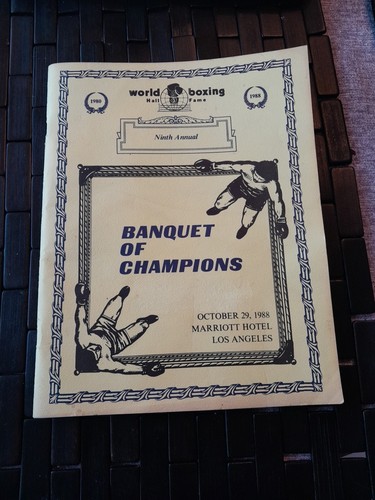 world boxing
Hall of Fame
1980
1988
Ninth Annual
BANQUET
OF
CHAMPIONS
OCTOBER 29, 1988
MARRIOTT HOTEL
LOS ANGELES